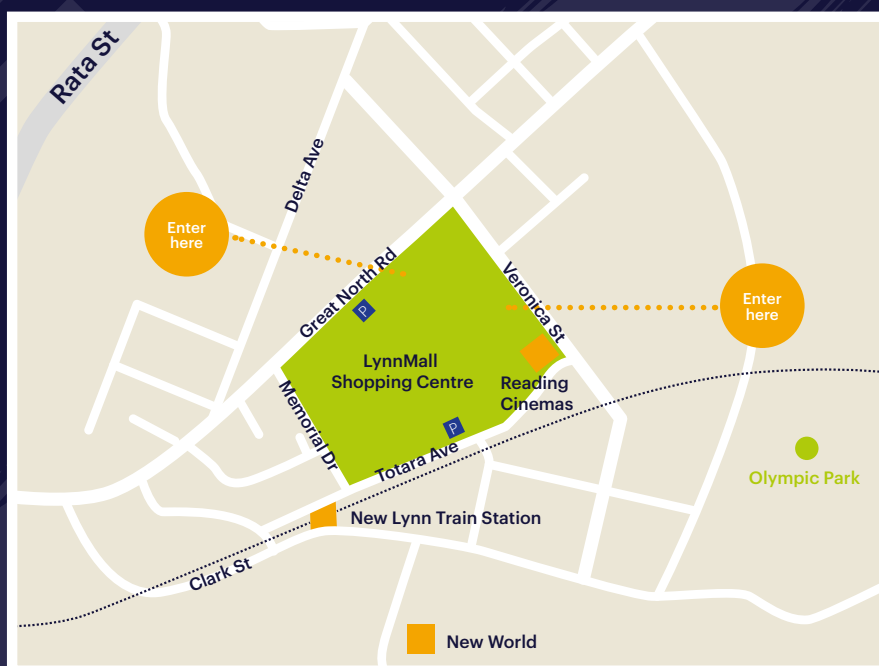 Rata St
Delta Ave
Enter
here
Great North Rd
Veronica St
Enter
here
P
LynnMall
Shopping Centre
Reading
Cinemas
Memorial Dr
P
Totara Ave
Olympic Park
New Lynn Train Station
Clark St
New World